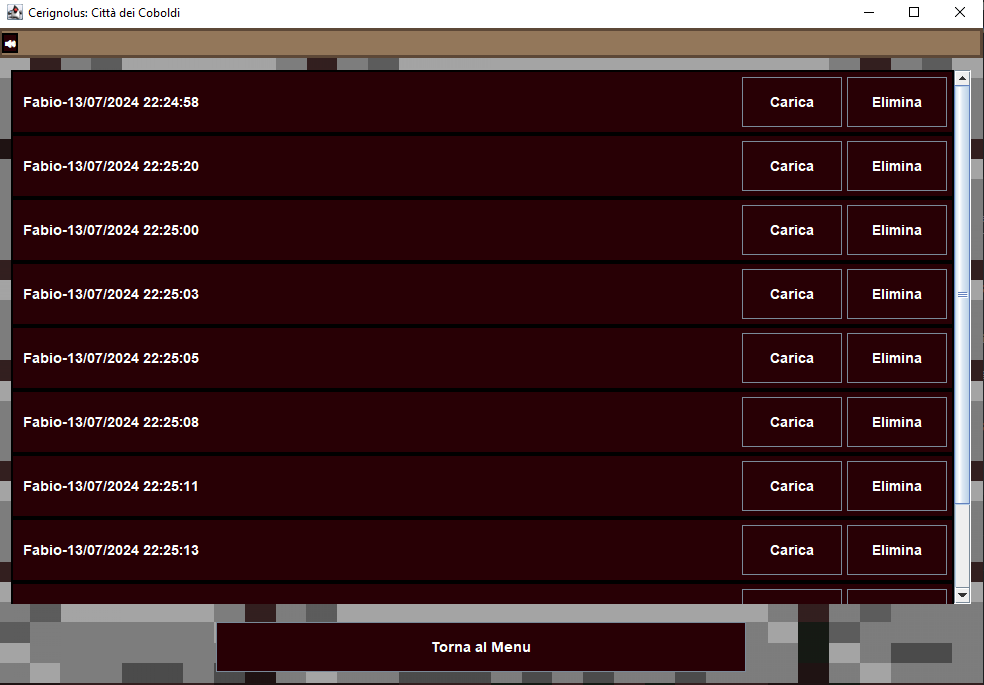 Cerignolus: Città dei Coboldi
Fabio-13/07/2024 22:24:58 Carica Elimina
Fabio-13/07/2024 22:25:20 Carica Elimina
Fabio-13/07/2024 22:25:00 Carica Elimina
Fabio-13/07/2024 22:25:03 Carica Elimina
Fabio-13/07/2024 22:25:05 Carica Elimina
Fabio-13/07/2024 22:25:08 Carica Elimina
Fabio-13/07/2024 22:25:11 Carica Elimina
Fabio-13/07/2024 22:25:13 Carica Elimina
Torna al Menu